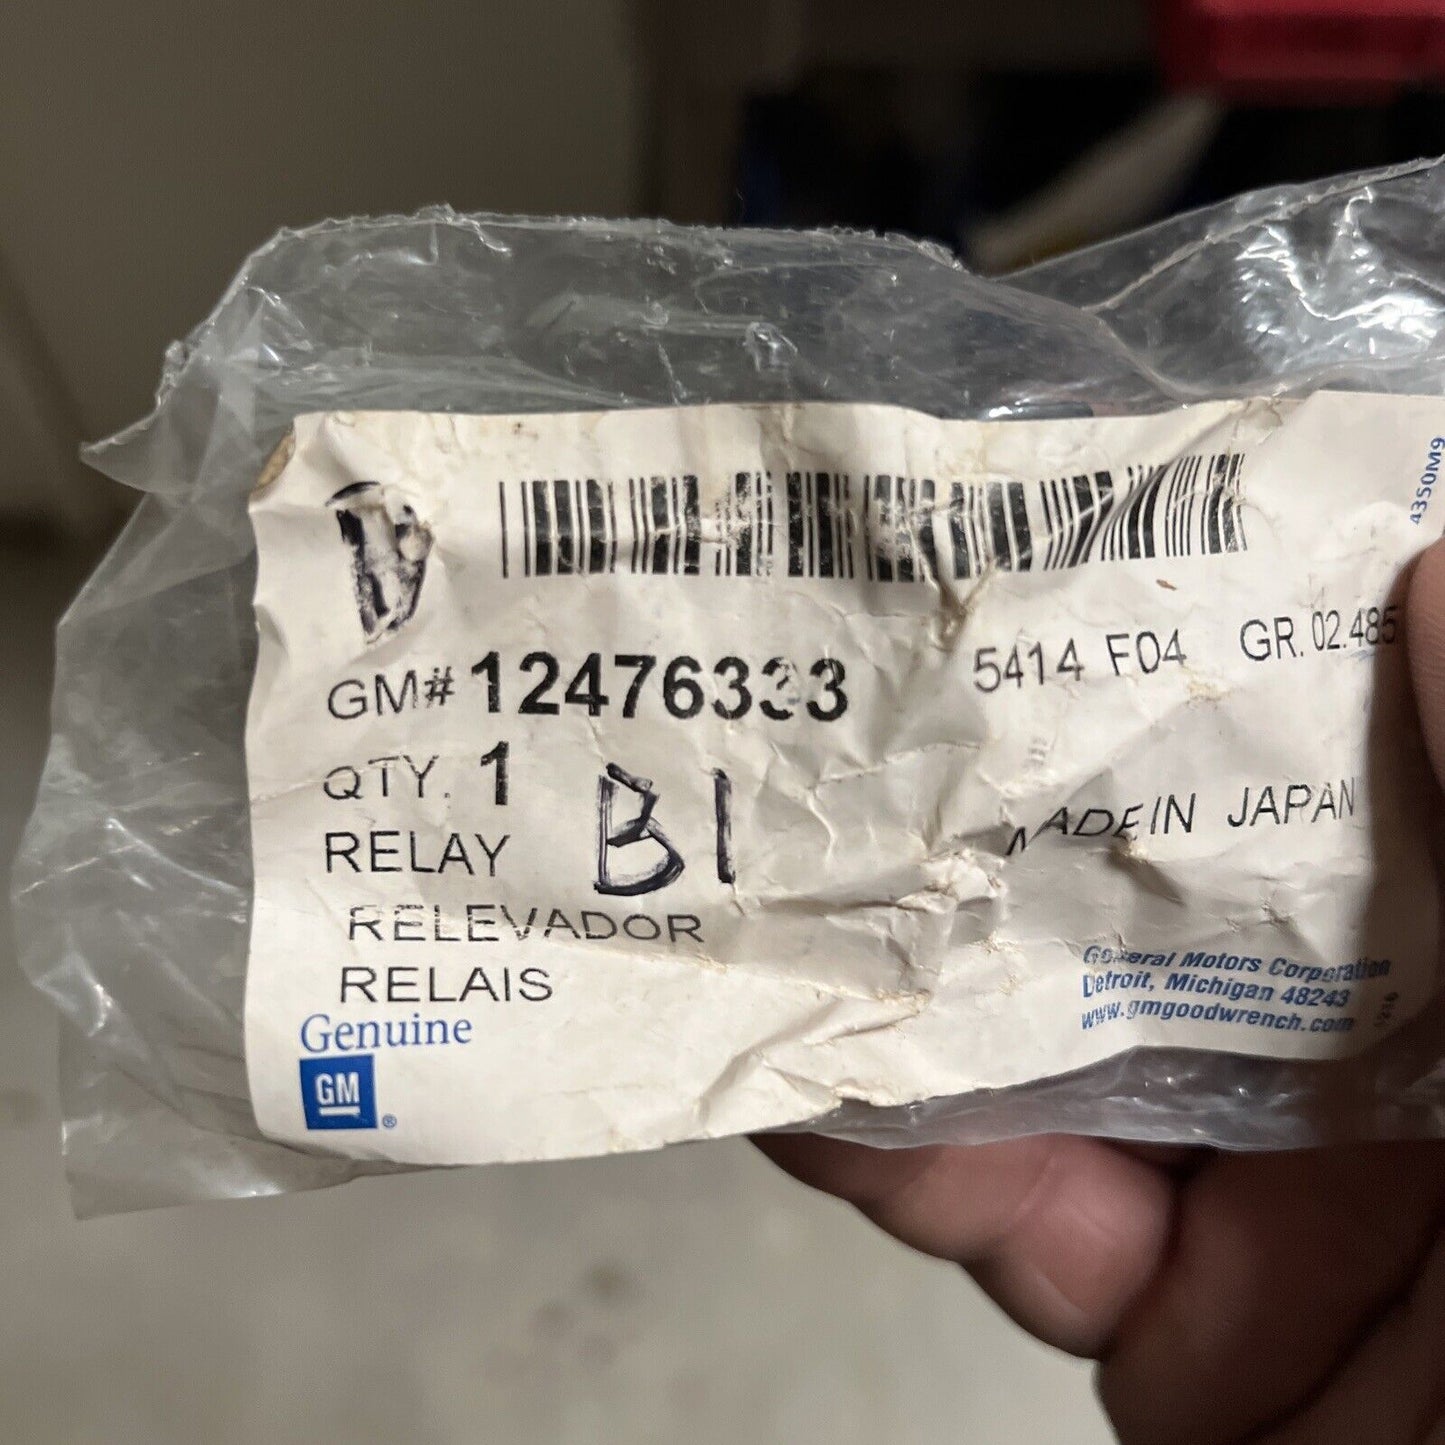 4350M9
GM# 12476333 5414 F04 GR. 02.485
QTY. 1
B1
MADE IN JAPAN
RELAY
RELEVADOR
RELAIS
General Motors Corporation
Detroit, Michigan 48243
www.gmgoodwrench.com
Genuine
GM ®